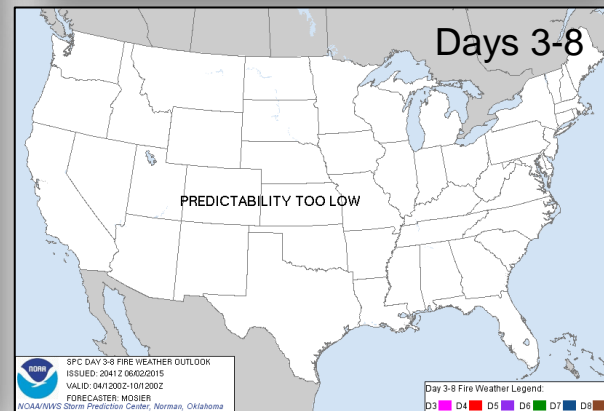 Days 3-8
PREDICTABILITY TOO LOW
NOAA
SPC DAY 3-8 FIRE WEATHER OUTLOOK
ISSUED: 2041Z 06/02/2015
VALID: 04/1200Z-10/1200Z
FORECASTER: MOSIER
NOAA/NWS Storm Prediction Center, Norman, Oklahoma
Day 3-8 Fire Weather Legend:
D3 D4 D5 D6 D7 D8